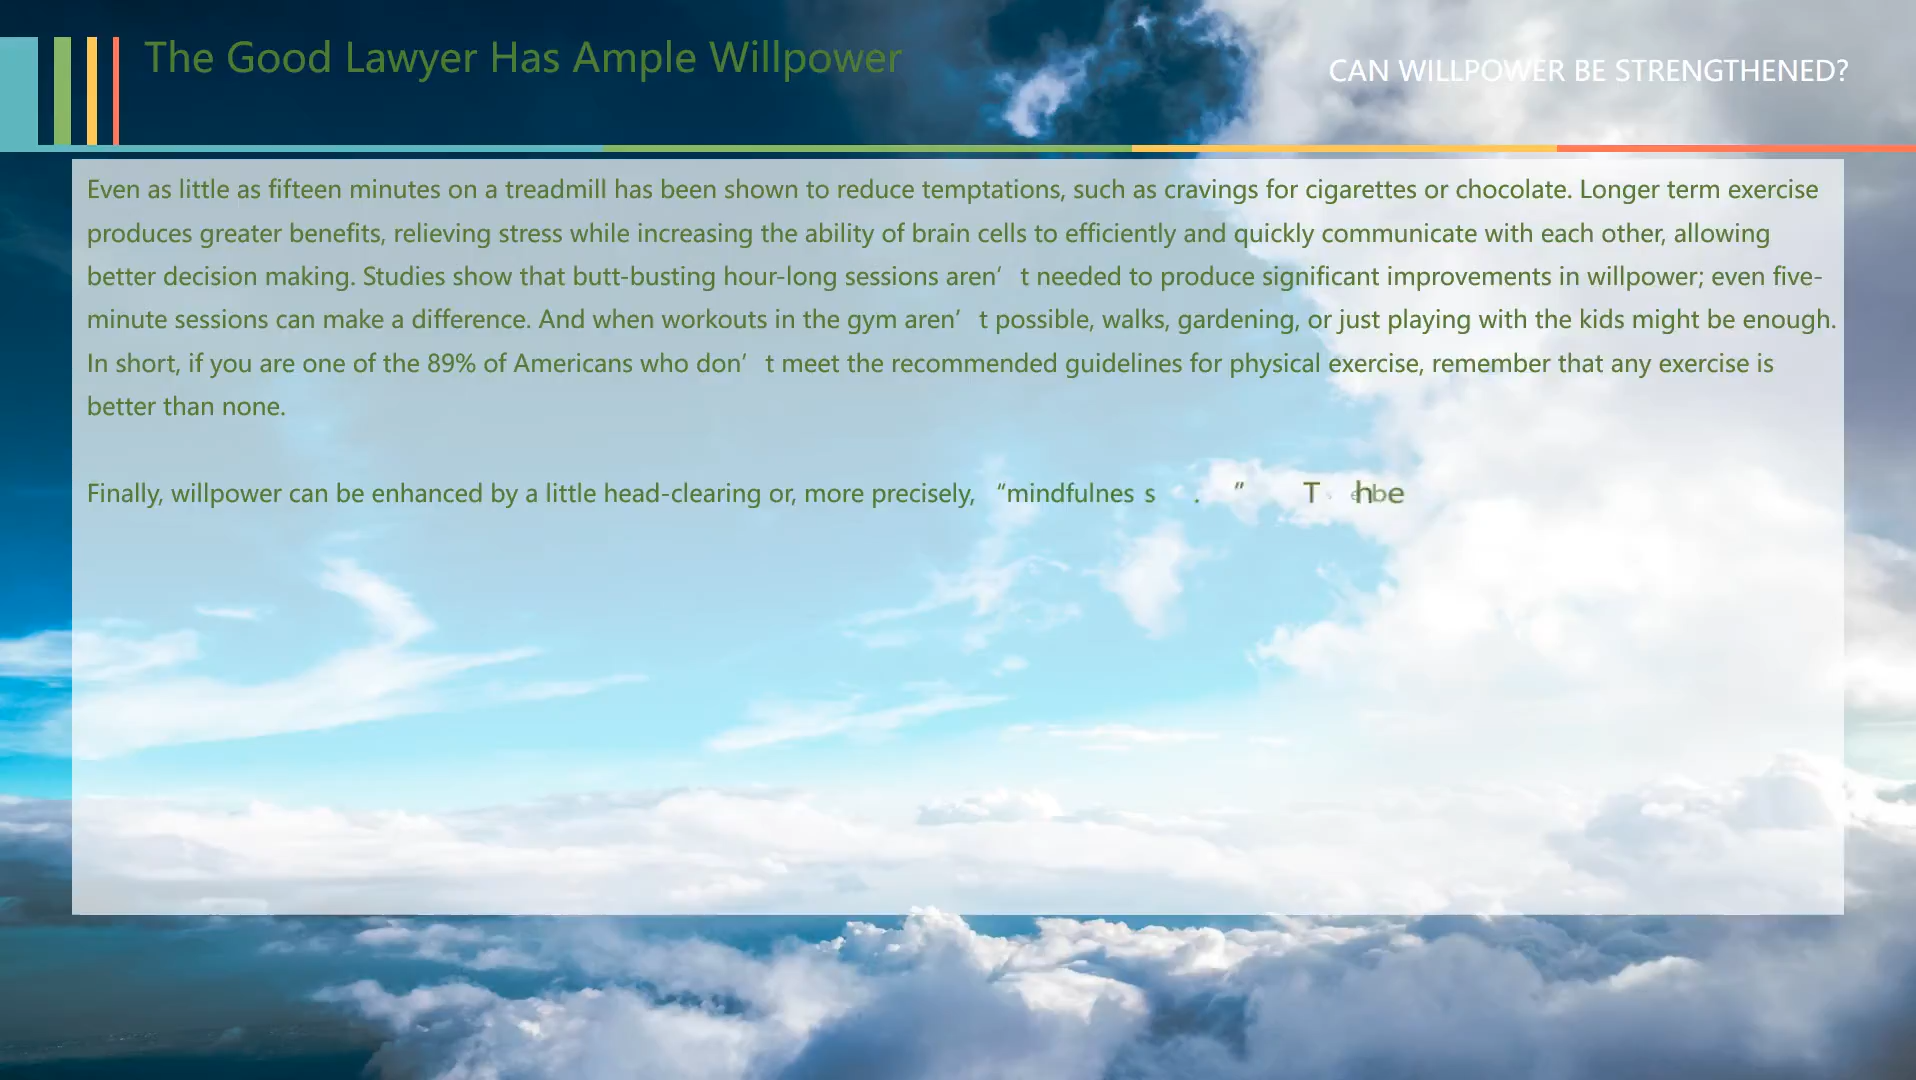 The Good Lawyer Has Ample Willpower
CAN WILLPOWER BE STRENGTHENED?
Even as little as fifteen minutes on a treadmill has been shown to reduce temptations, such as cravings for cigarettes or chocolate. Longer term exercise
produces greater benefits, relieving stress while increasing the ability of brain cells to efficiently and quickly communicate with each other, allowing
better decision making. Studies show that butt-busting hour-long sessions aren’t needed to produce significant improvements in willpower; even five-
minute sessions can make a difference. And when workouts in the gym aren’t possible, walks, gardening, or just playing with the kids might be enough.
In short, if you are one of the 89% of Americans who don’t meet the recommended guidelines for physical exercise, remember that any exercise is
better than none.
Finally, willpower can be enhanced by a little head-clearing or, more precisely, “mindfulness.”